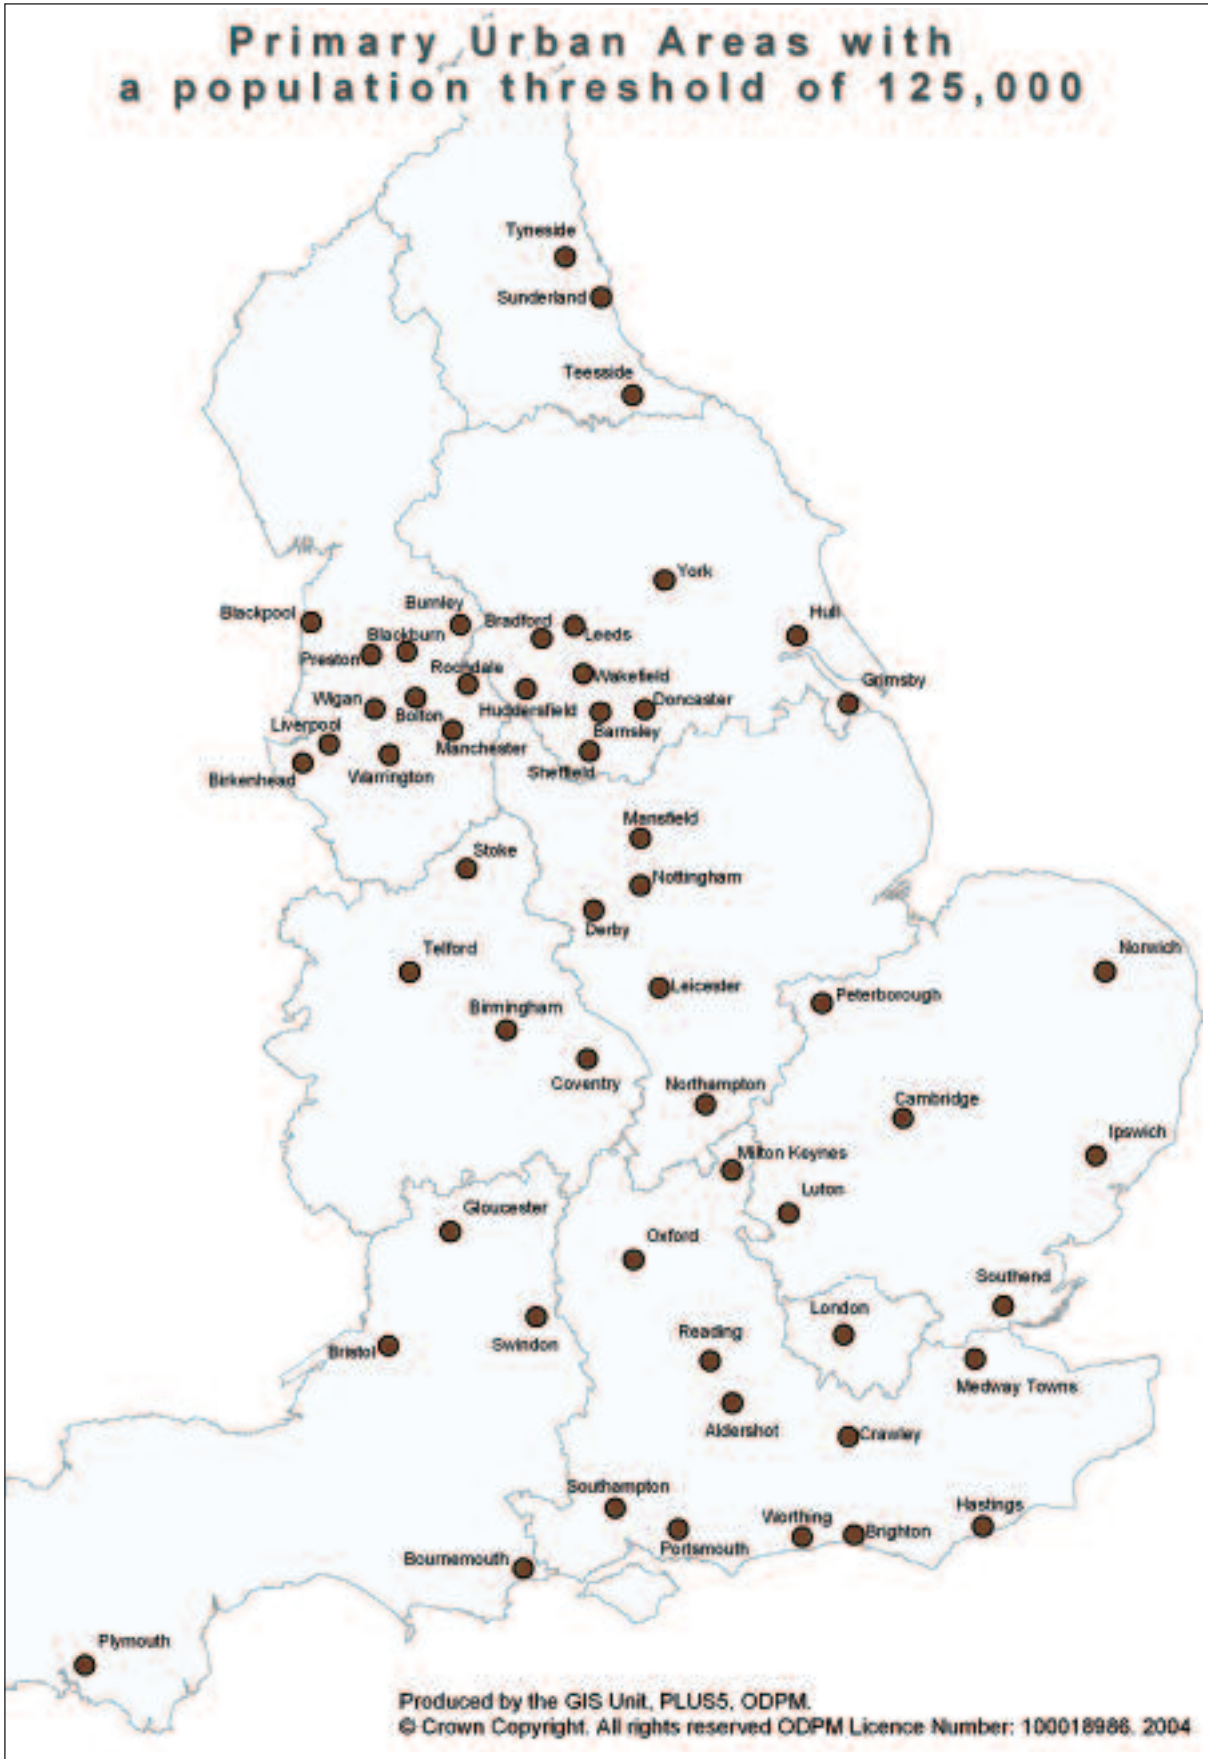 Primary Urban Areas with
a population threshold of 125,000
Tyneside
Sunderland
Teesside
York
Blackpool
Burnley
Bradford
Leeds
Hull
Blackburn
Preston
Rochdale
Wakefield
Grimsby
Wigan
Bolton
Huddersfield
Doncaster
Liverpool
Manchester
Barnsley
Birkenhead
Warrington
Sheffield
Mansfield
Stoke
Nottingham
Derby
Telford
Norwich
Leicester
Peterborough
Birmingham
Coventry
Northampton
Cambridge
Ipswich
Milton Keynes
Luton
Gloucester
Oxford
Southend
London
Swindon
Reading
Bristol
Medway Towns
Aldershot
Crawley
Southampton
Hastings
Worthing
Brighton
Portsmouth
Bournemouth
Plymouth
Produced by the GIS Unit, PLUS5, ODPM.
© Crown Copyright. All rights reserved ODPM Licence Number: 100018986. 2004